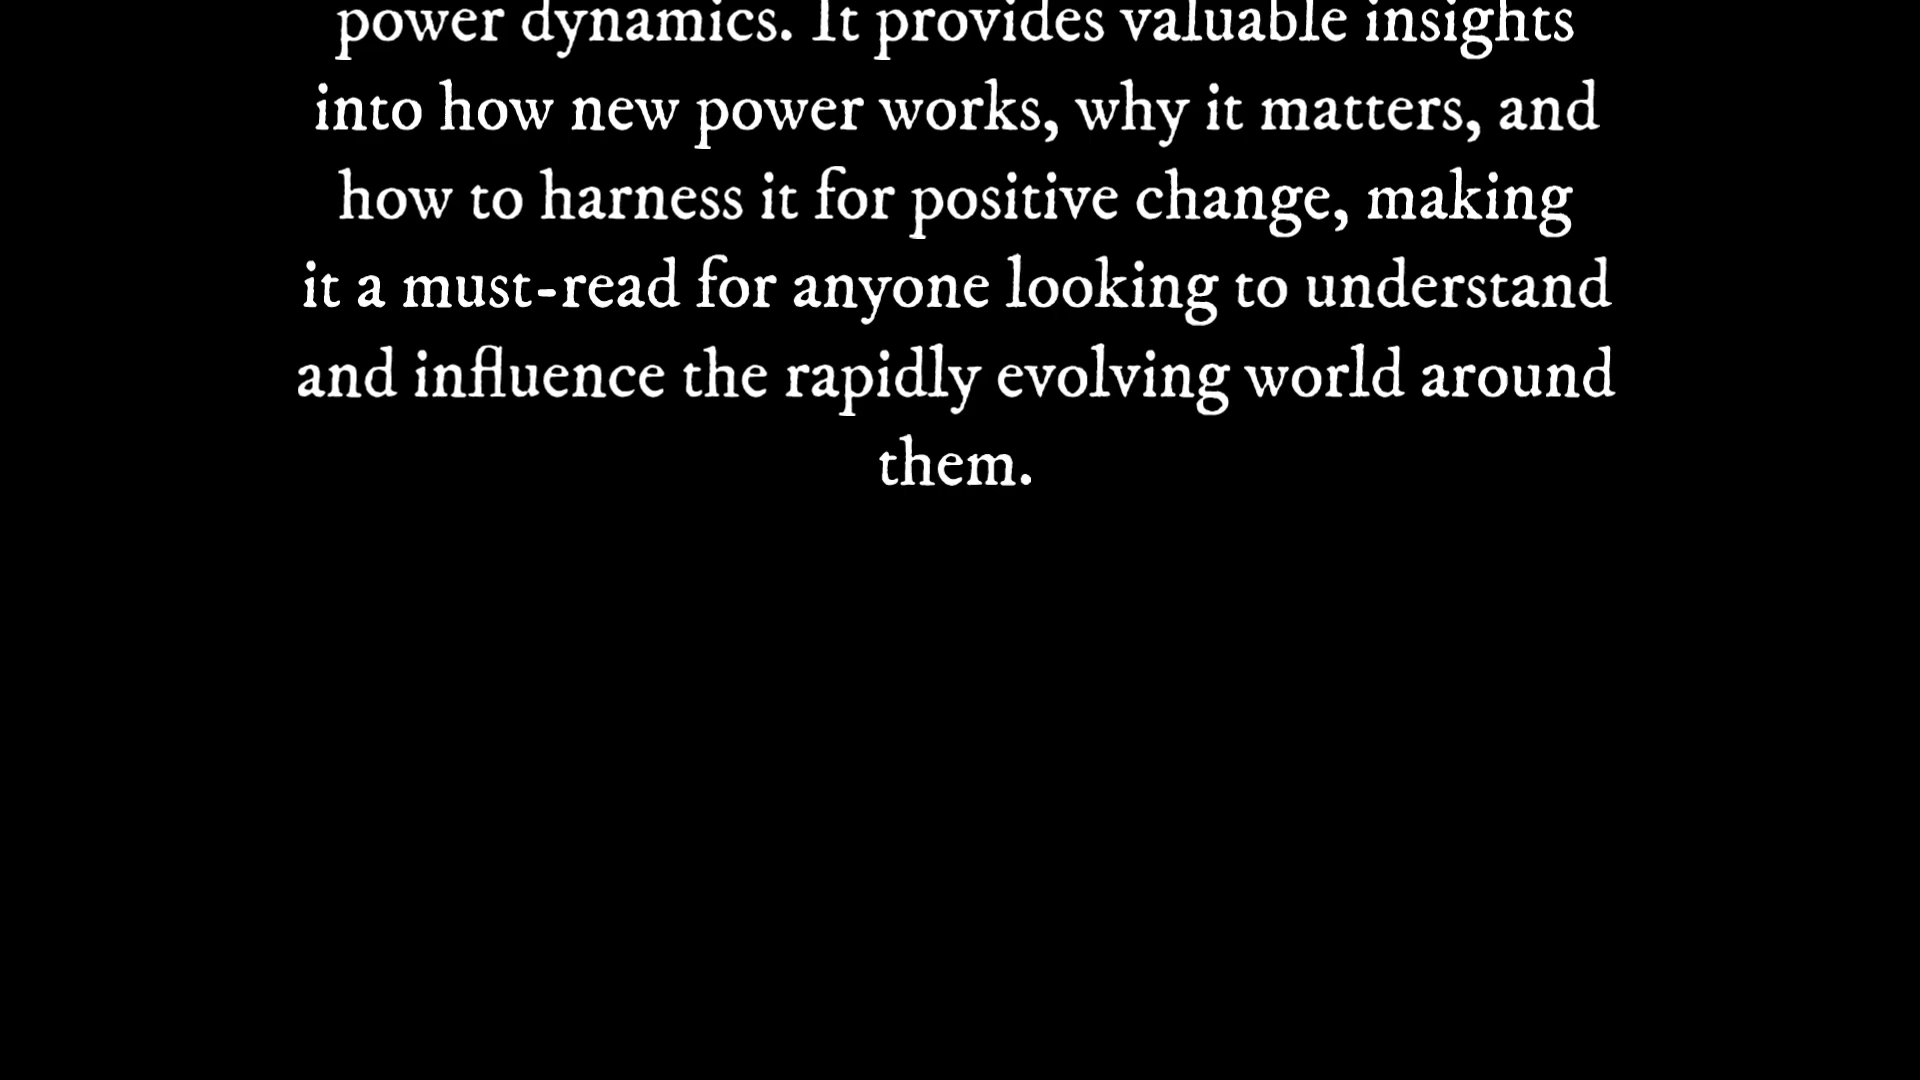 power dynamics. It provides valuable insights
into how new power works, why it matters, and
how to harness it for positive change, making
it a must-read for anyone looking to understand
and influence the rapidly evolving world around
them.